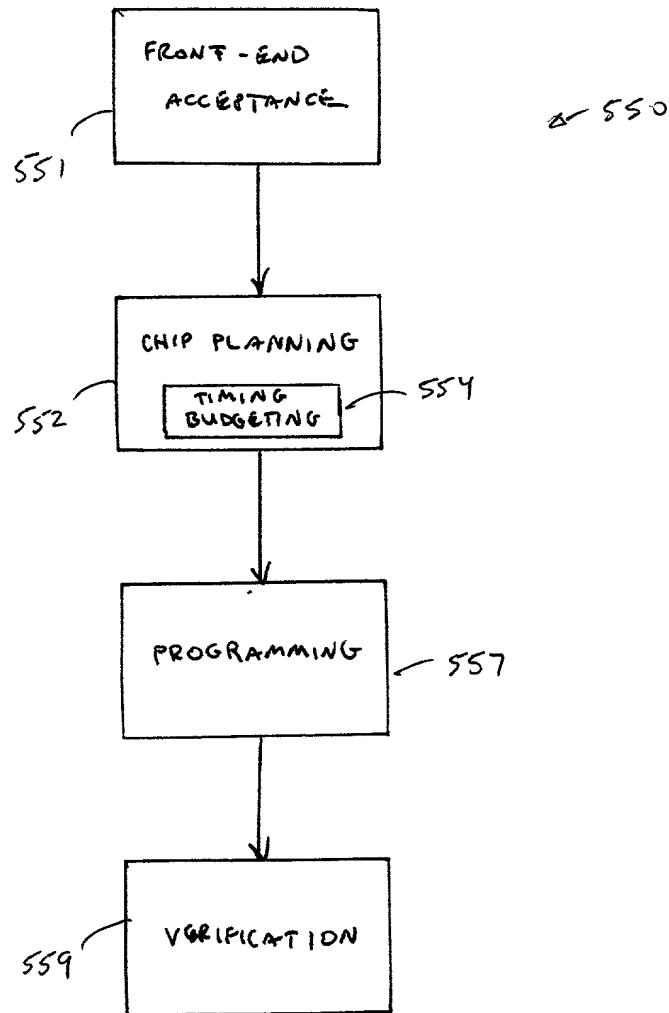 FRONT-END
ACCEPTANCE
550
551
CHIP PLANNING
TIMING
BUDGETING
554
552
PROGRAMMING
557
VERIFICATION
559